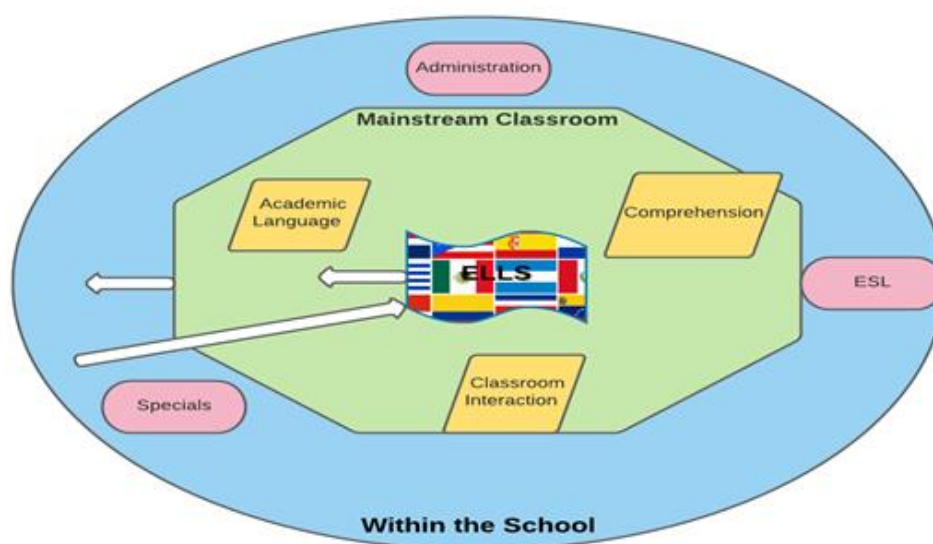 Administration
Mainstream Classroom
Academic
Language
Comprehension
ELLS
ESL
Classroom
Interaction
Specials
Within the School